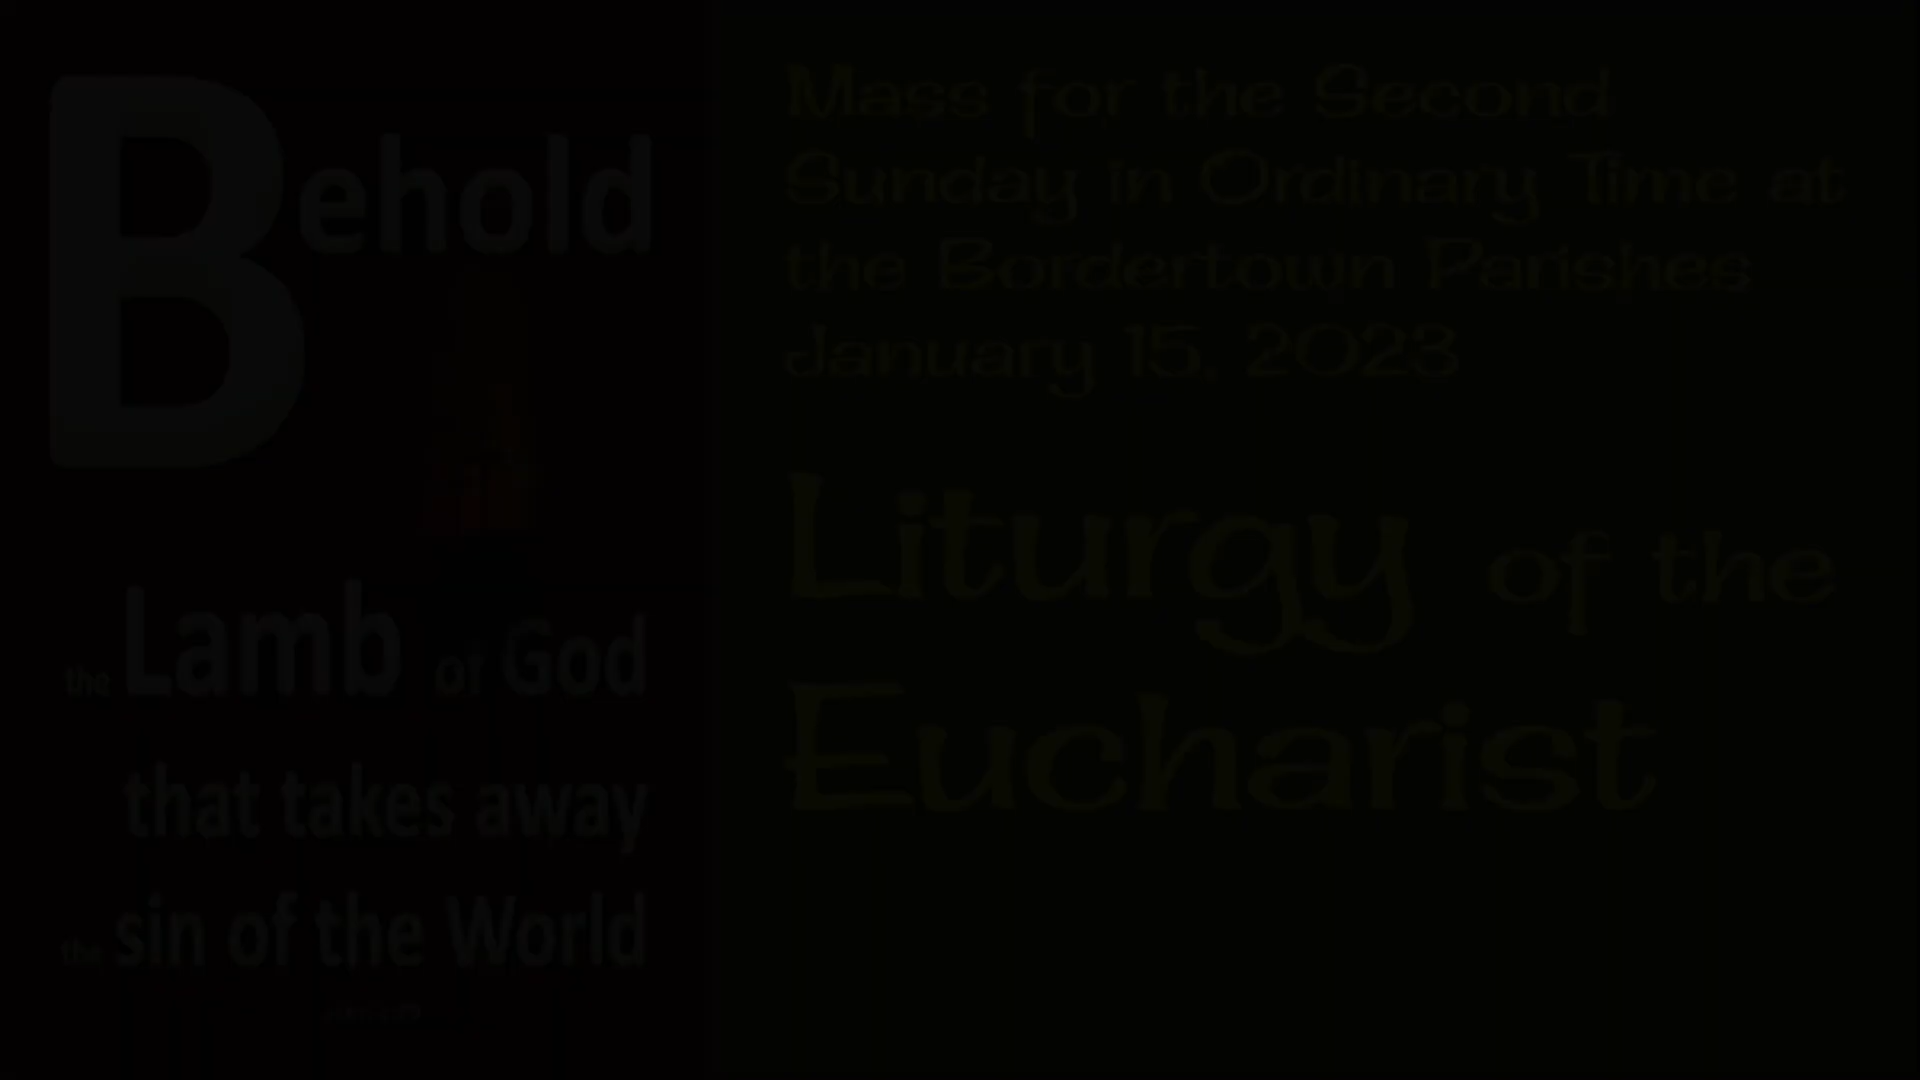 Behold
the Lamb of God
that takes away
the sin of the World
Mass for the Second
Sunday in Ordinary Time at
the Bordertown Parishes
January 15, 2023
Liturgy of the
Eucharist